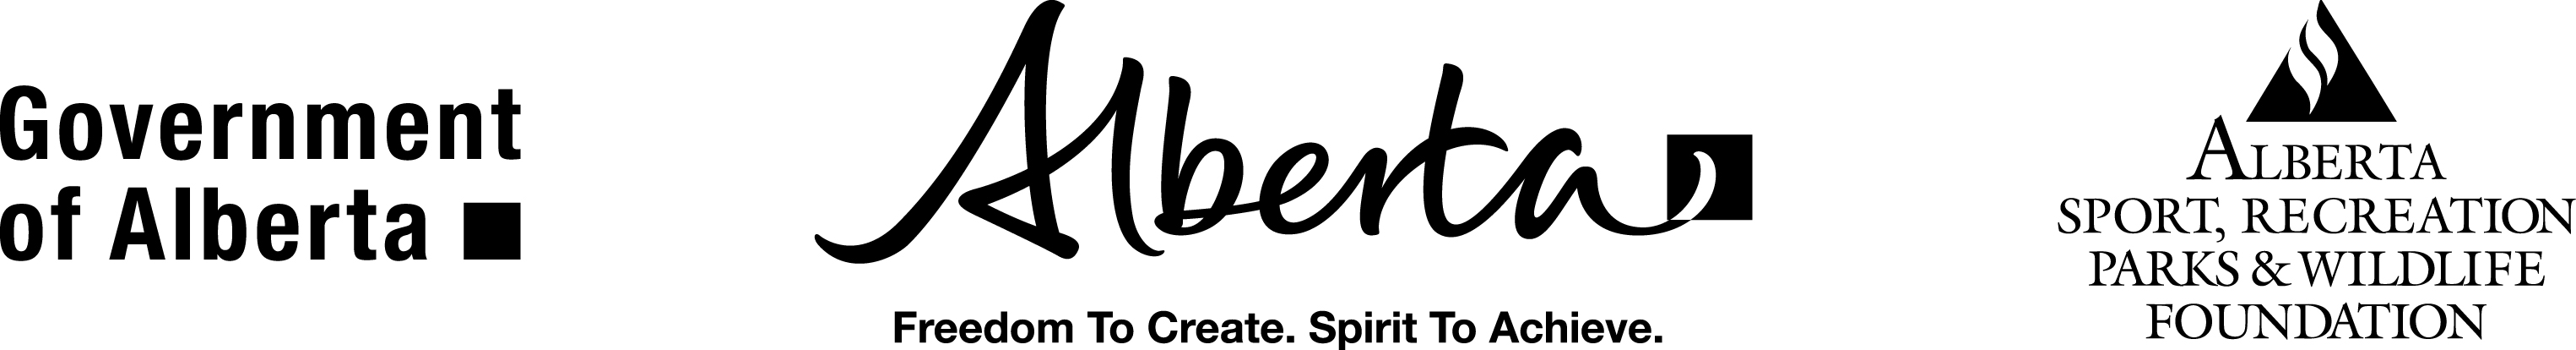 Government
of Alberta
Alberta
Freedom To Create. Spirit To Achieve.
ALBERTA
SPORT, RECREATION
PARKS & WILDLIFE
FOUNDATION